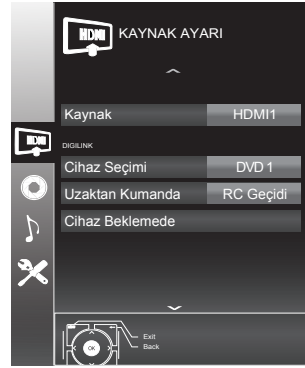 HDMI KAYNAK AYARI
Kaynak HDMI1
HDMI
DIGILINK
Cihaz Seçimi DVD 1
Uzaktan Kumanda RC Geçidi
Cihaz Beklemede
Exit
OK Back